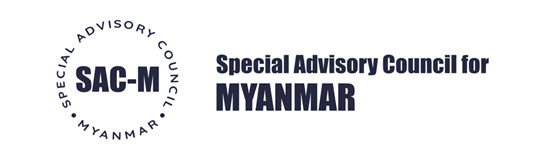 SPECIAL ADVISORY COUNCIL
SAC-M
• MYANMAR •
Special Advisory Council for
MYANMAR